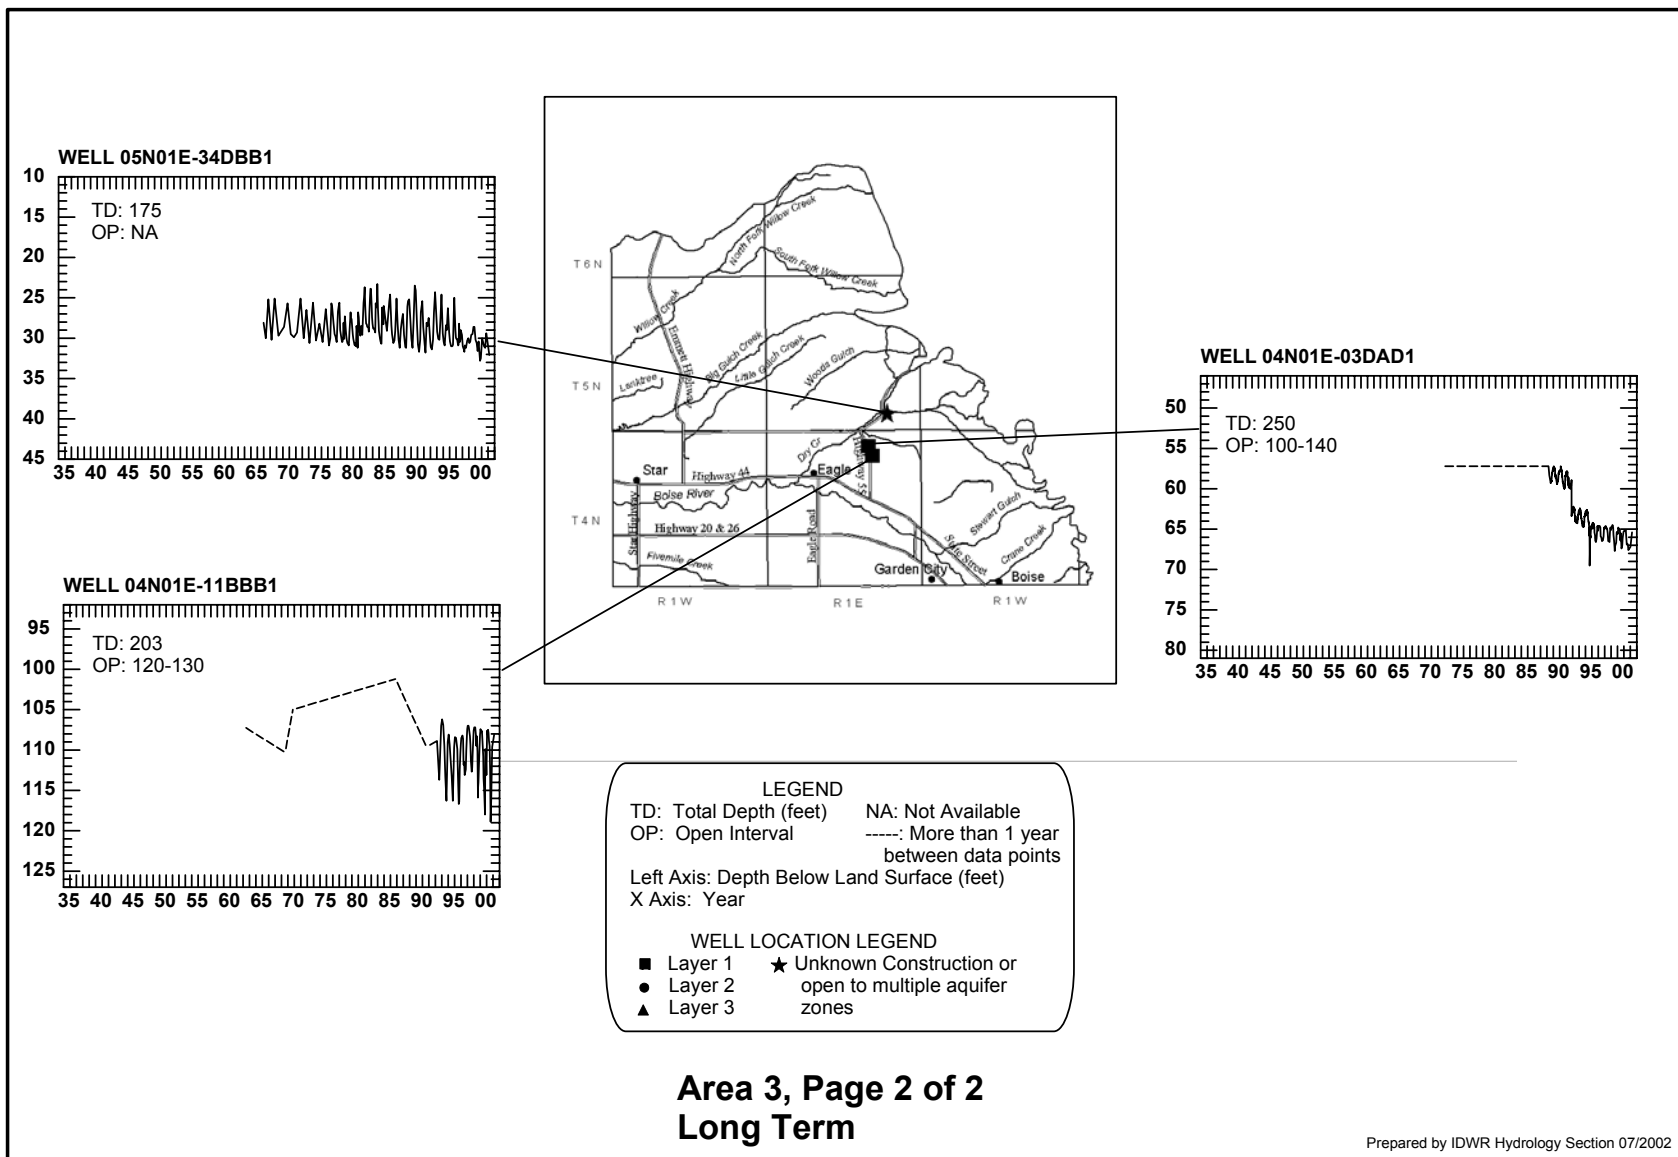 WELL 05N01E-34DBB1
10
15
20
25
30
35
40
45
TD: 175
OP: NA
35 40 45 50 55 60 65 70 75 80 85 90 95 00
WELL 04N01E-11BBB1
95
100
105
110
115
120
125
TD: 203
OP: 120-130
35 40 45 50 55 60 65 70 75 80 85 90 95 00
T6N
T5N
T4N
North Fork Willow Creek
South Fork Willow Creek
Willow Creek
Emmett Highway
Big Gulch Creek
Little Gulch Creek
Woods Gulch
Lanktree
Dry Cr
Highway 55
Star
Highway 44
Eagle
Boise River
Star Highway
Highway 20 & 26
Eagle Road
Fivemile Creek
State Street
Stewart Gulch
Crane Creek
Garden City
Boise
R1W R1E R1W
WELL 04N01E-03DAD1
50
55
60
65
70
75
80
TD: 250
OP: 100-140
35 40 45 50 55 60 65 70 75 80 85 90 95 00
LEGEND
TD: Total Depth (feet) NA: Not Available
OP: Open Interval -----: More than 1 year
between data points
Left Axis: Depth Below Land Surface (feet)
X Axis: Year
WELL LOCATION LEGEND
Layer 1 Unknown Construction or
Layer 2 open to multiple aquifer
Layer 3 zones
Area 3, Page 2 of 2
Long Term
Prepared by IDWR Hydrology Section 07/2002